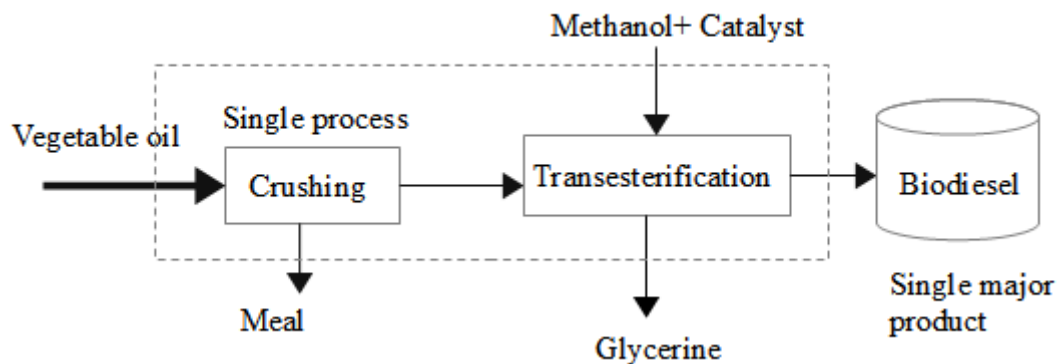 Methanol+ Catalyst
Vegetable oil
Single process
Crushing
Transesterification
Biodiesel
Meal
Glycerine
Single major
product